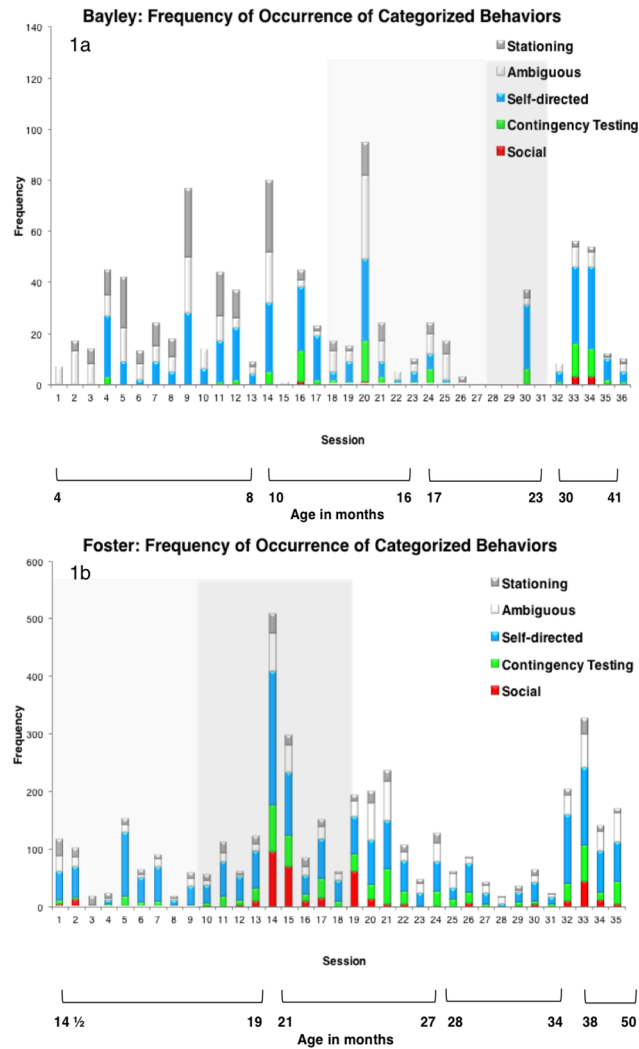 Bayley: Frequency of Occurrence of Categorized Behaviors
1a
140
120
100
80
60
40
20
0
Frequency
Stationing
Ambiguous
Self-directed
Contingency Testing
Social
1 2 3 4 5 6 7 8 9 10 11 12 13 14 15 16 17 18 19 20 21 22 23 24 25 26 27 28 29 30 31 32 33 34 35 36
Session
4 8 10 16 17 23 30 41
Age in months
Foster: Frequency of Occurrence of Categorized Behaviors
1b
600
500
400
300
200
100
0
Frequency
Stationing
Ambiguous
Self-directed
Contingency Testing
Social
1 2 3 4 5 6 7 8 9 10 11 12 13 14 15 16 17 18 19 20 21 22 23 24 25 26 27 28 29 30 31 32 33 34 35
Session
14 ½ 19 21 27 28 34 38 50
Age in months